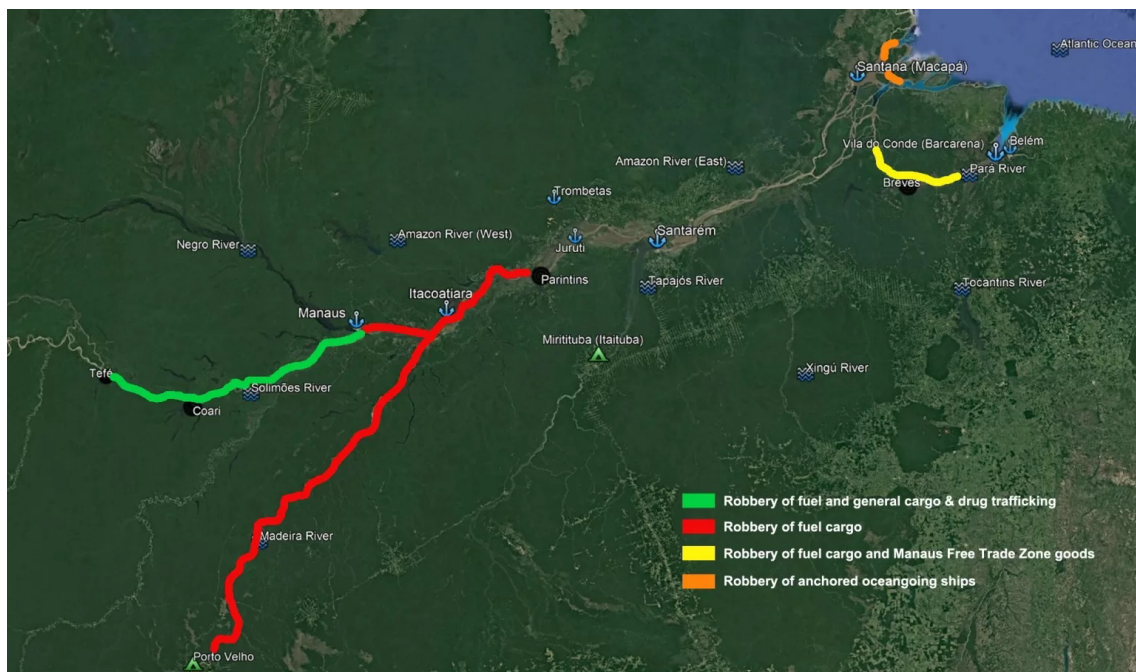 Atlantic Ocean
Santana (Macapá)
Vila do Conde (Barcarena)
Belém
Amazon River (East)
Pará River
Breves
Trombetas
Negro River
Amazon River (West)
Juruti
Santarém
Parintins
Tapajós River
Tocantins River
Itacoatiara
Manaus
Miritituba (Itaituba)
Tefé
Solimões River
Xingú River
Coari
Robbery of fuel and general cargo & drug trafficking
Robbery of fuel cargo
Robbery of fuel cargo and Manaus Free Trade Zone goods
Robbery of anchored oceangoing ships
Madeira River
Porto Velho